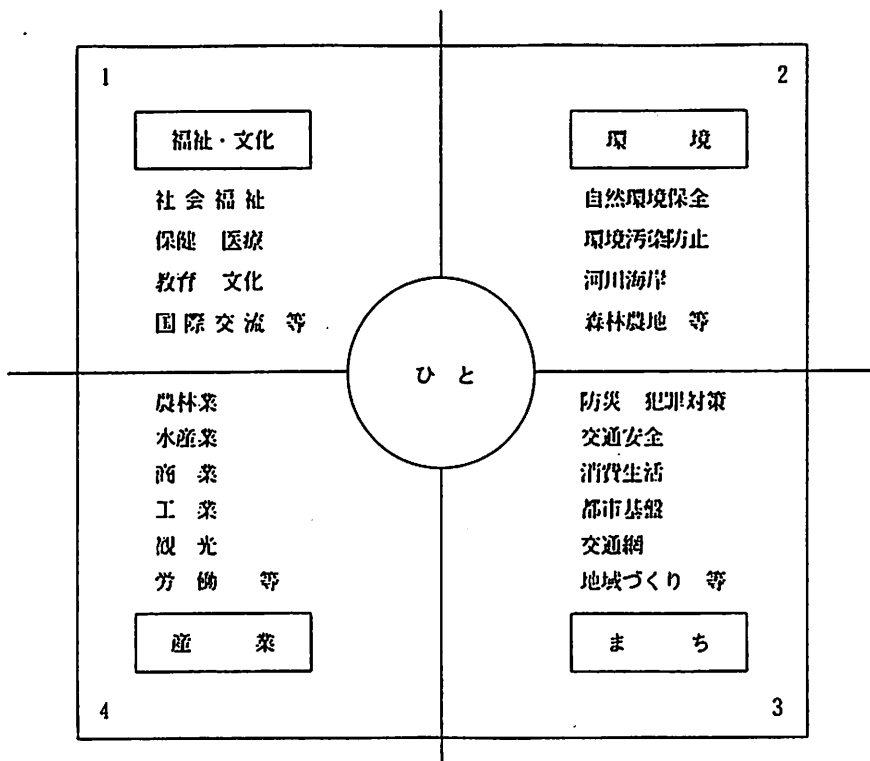 1
福祉・文化
社会福祉
保健 医療
教育 文化
国際交流 等
2
環 境
自然環境保全
環境汚染防止
河川海岸
森林農地 等
ひ と
農林業
水産業
商 業
工 業
観 光
労 働 等
産 業
4
防災 犯罪対策
交通安全
消費生活
都市基盤
交通網
地域づくり 等
ま ち
3